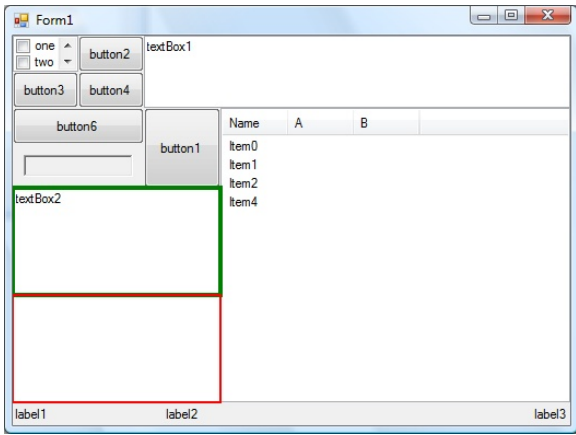 Form1
one
two
button2
textBox1
button3
button4
button6
button1
Name A B
Item0
Item1
Item2
Item4
textBox2
label1 label2 label3